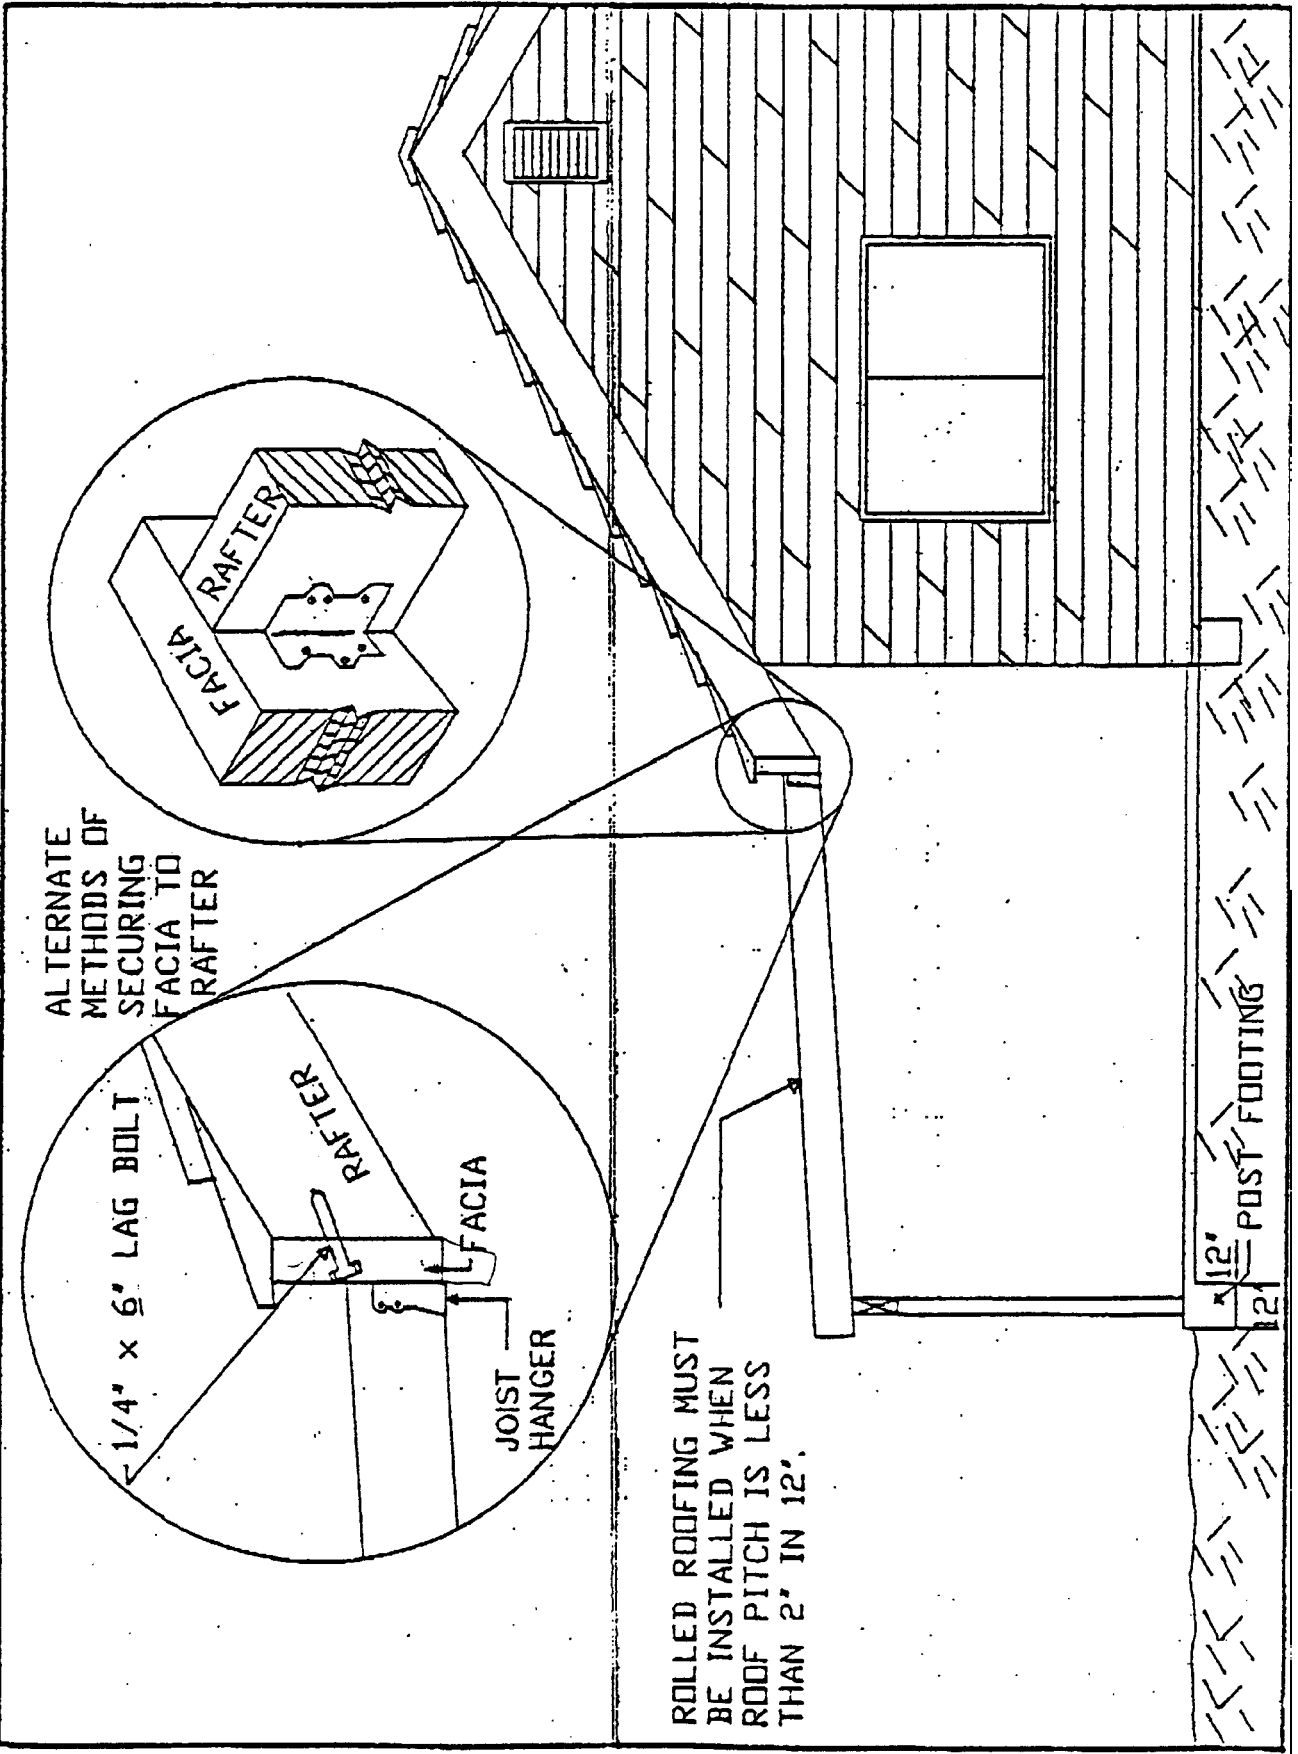 ALTERNATE
METHODS OF
SECURING
FACIA TO
RAFTER
1/4" x 6" LAG BOLT
RAFTER
FACIA
JOIST
HANGER
FACIA
RAFTER
ROLLED ROOFING MUST
BE INSTALLED WHEN
ROOF PITCH IS LESS
THAN 2" IN 12".
12"
12"
POST FOOTING